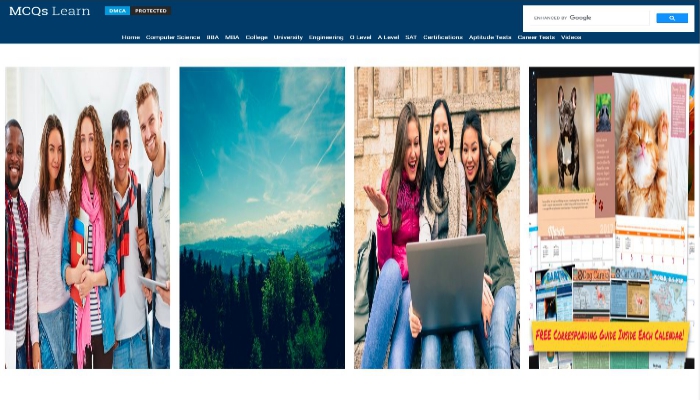 MCQs Learn
DMCA PROTECTED
ENHANCED BY Google
Home Computer Science BBA MBA College University Engineering O Level A Level SAT Certifications Aptitude Tests Career Tests Videos
FREE Corresponding Guide Inside Each Calendar!